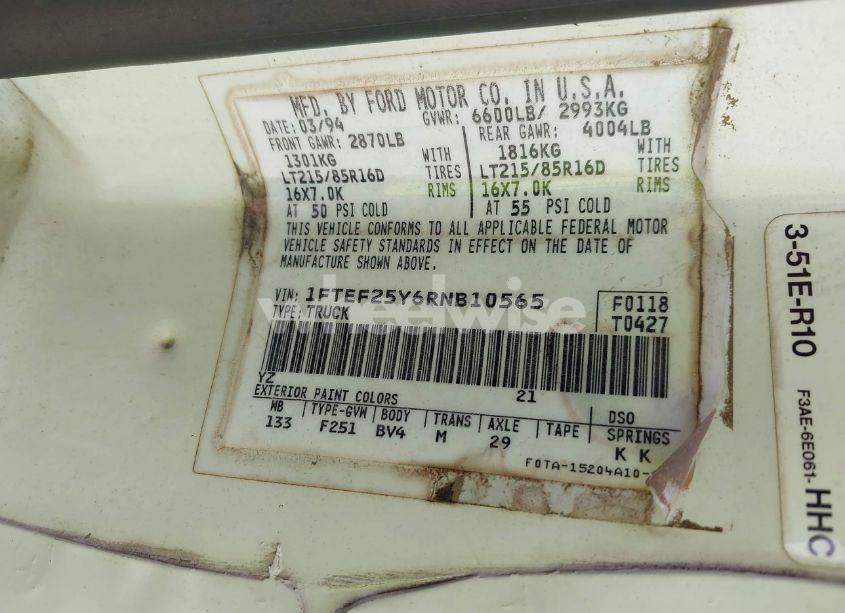 MFD. BY FORD MOTOR CO. IN U.S.A.
DATE: 03/94 GVWR: 6600LB/ 2993KG
FRONT GAWR: 2870LB REAR GAWR: 4004LB
1301KG WITH 1816KG WITH
LT215/85R16D TIRES LT215/85R16D TIRES
16X7.0K RIMS 16X7.0K RIMS
AT 50 PSI COLD AT 55 PSI COLD
THIS VEHICLE CONFORMS TO ALL APPLICABLE FEDERAL MOTOR
VEHICLE SAFETY STANDARDS IN EFFECT ON THE DATE OF
MANUFACTURE SHOWN ABOVE.
VIN: 1FTEF25Y6RNB10565 F0118
TYPE: TRUCK T0427
wheelwise
YZ 21
EXTERIOR PAINT COLORS DSO
WB TYPE-GVW BODY TRANS AXLE TAPE SPRINGS
133 F251 BV4 M 29 K K
F0TA-15204A10-
3-51E-R10
F3AE-6E061-HHC